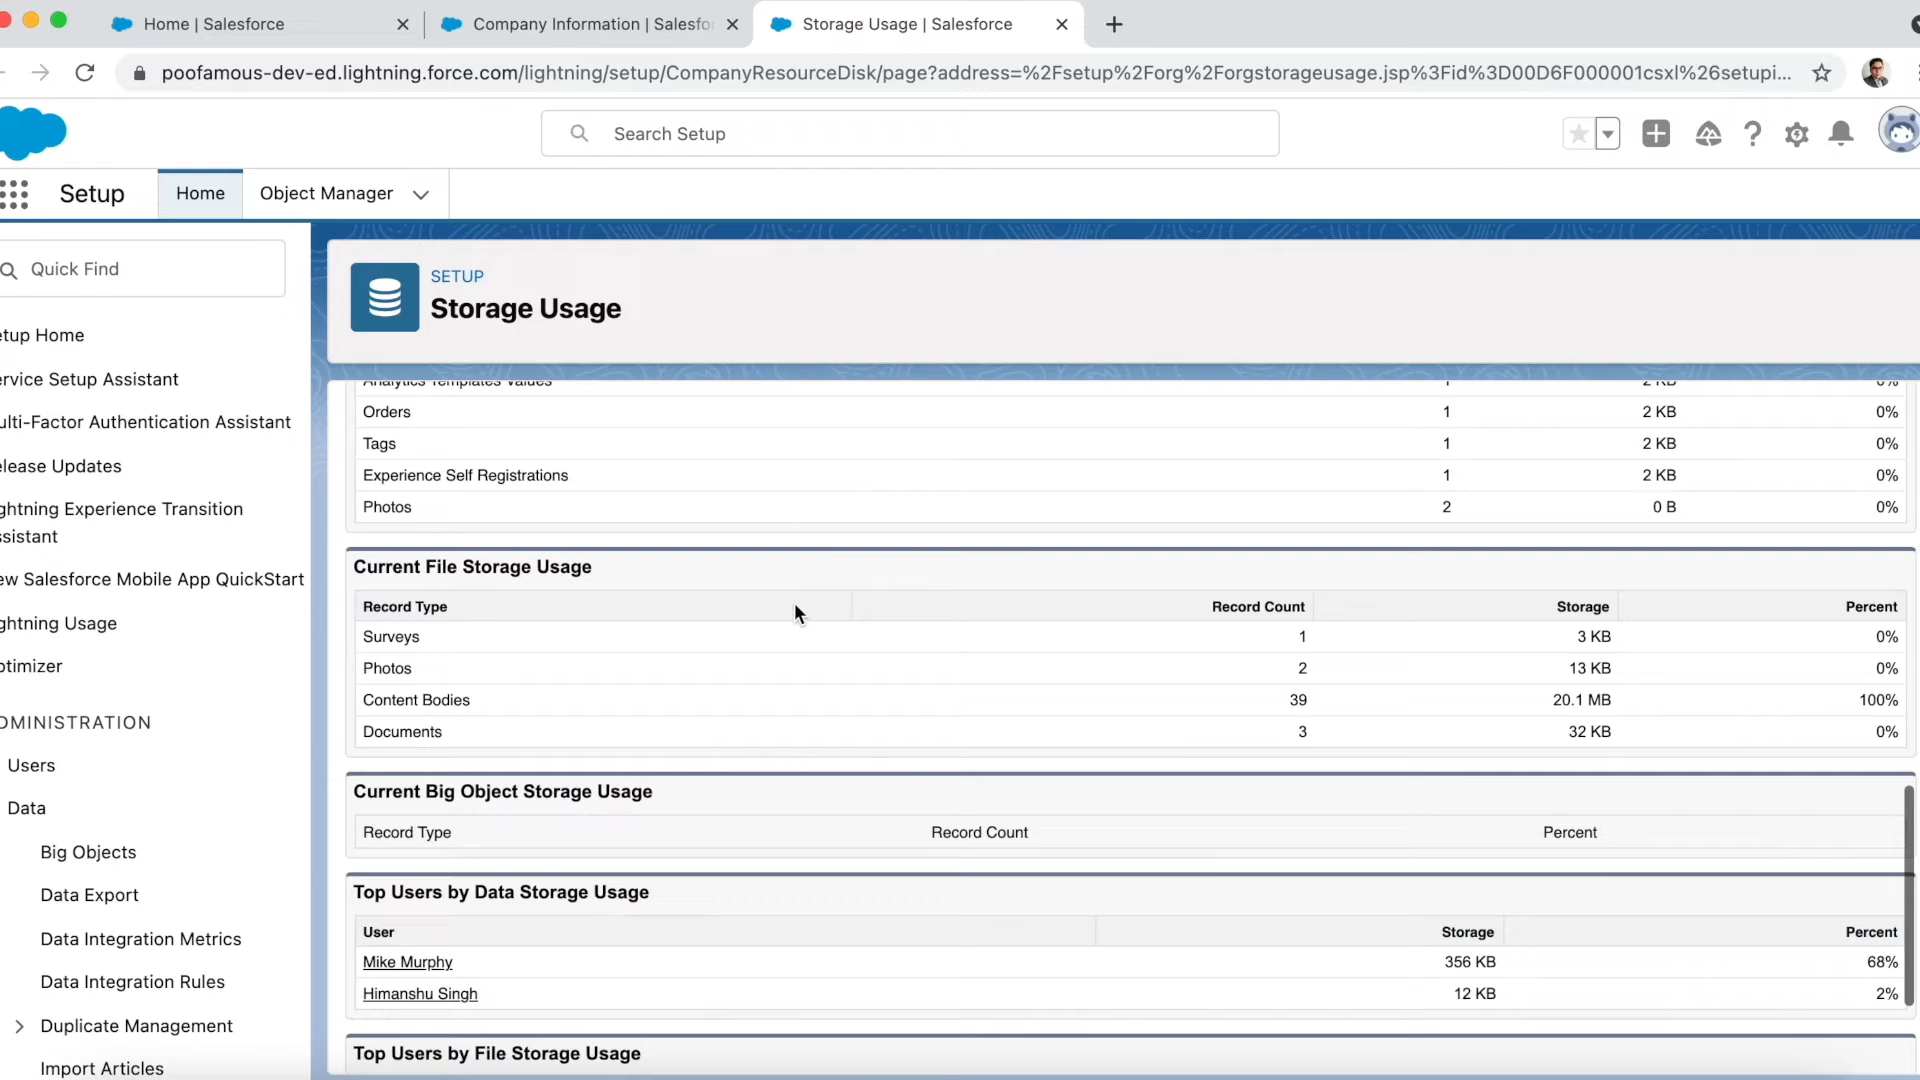 Home | Salesforce
Company Information | Salesfo
Storage Usage | Salesforce
poofamous-dev-ed.lightning.force.com/lightning/setup/CompanyResourceDisk/page?address=%2Fsetup%2Forg%2Forgstorageusage.jsp%3Fid%3D00D6F000001csxl%26setupi...
Search Setup
Setup
Home
Object Manager
Quick Find
etup Home
ervice Setup Assistant
ulti-Factor Authentication Assistant
elease Updates
ghtning Experience Transition
ssistant
ew Salesforce Mobile App QuickStart
ghtning Usage
ptimizer
DMINISTRATION
Users
Data
Big Objects
Data Export
Data Integration Metrics
Data Integration Rules
Duplicate Management
Import Articles
SETUP
Storage Usage
Analytics Templates Values 1 2 KB 0%
Orders 1 2 KB 0%
Tags 1 2 KB 0%
Experience Self Registrations 1 2 KB 0%
Photos 2 0 B 0%
Current File Storage Usage
Record Type Record Count Storage Percent
Surveys 1 3 KB 0%
Photos 2 13 KB 0%
Content Bodies 39 20.1 MB 100%
Documents 3 32 KB 0%
Current Big Object Storage Usage
Record Type Record Count Percent
Top Users by Data Storage Usage
User Storage Percent
Mike Murphy 356 KB 68%
Himanshu Singh 12 KB 2%
Top Users by File Storage Usage